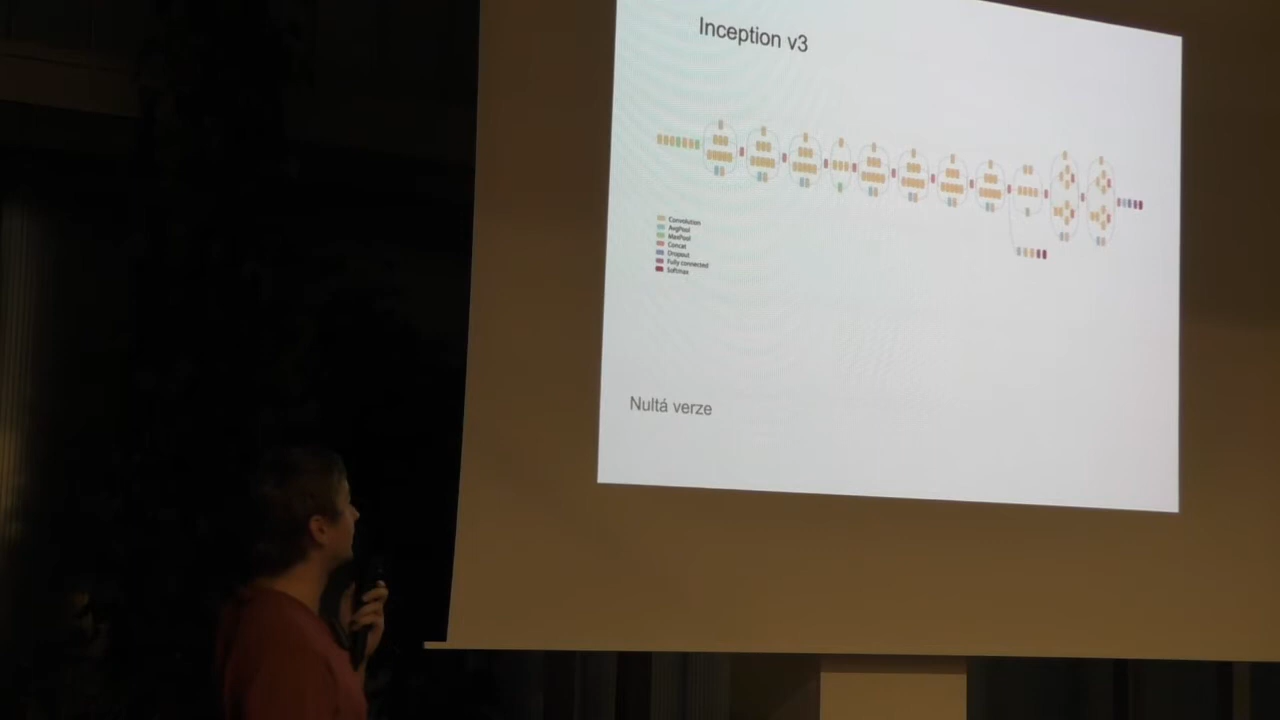 Inception v3
Convolution
AvgPool
MaxPool
Concat
Dropout
Fully connected
Softmax
Nultá verze